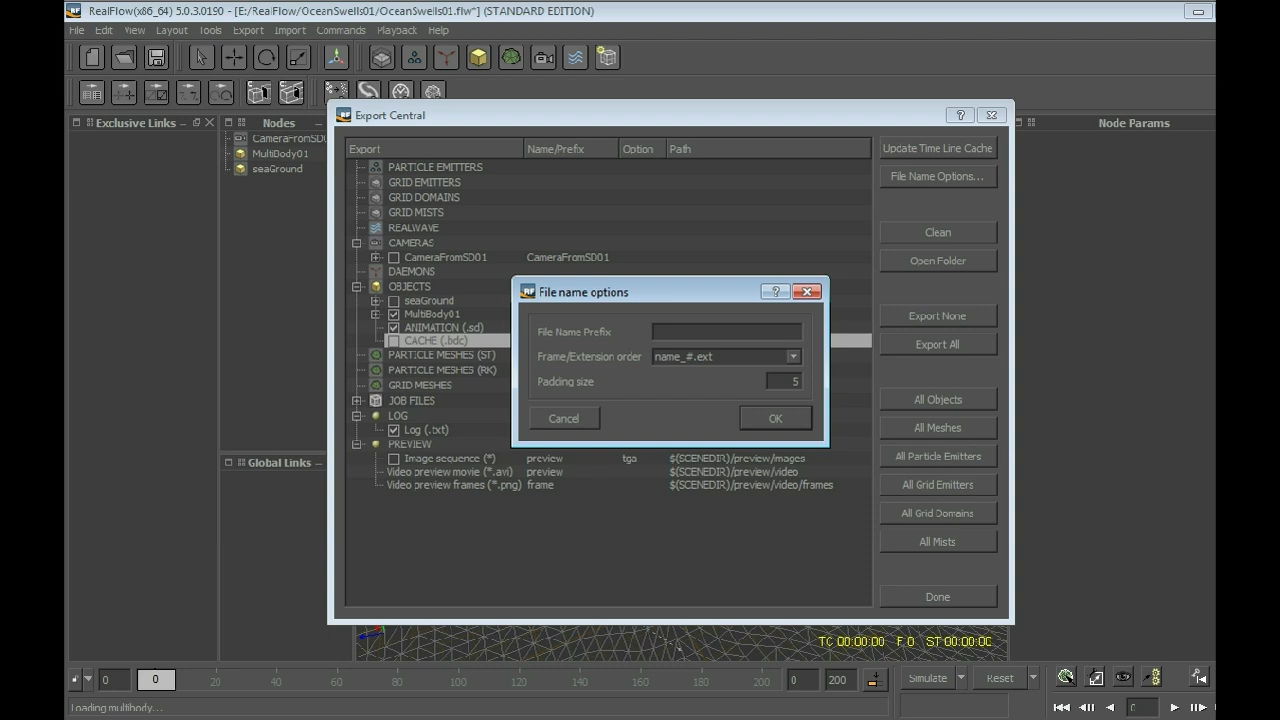 RealFlow(x86_64) 5.0.3.0190 - [E:/RealFlow/OceanSwells01/OceanSwells01.flw*] (STANDARD EDITION)
File Edit View Layout Tools Export Import Commands Playback Help
Exclusive Links
Nodes
CameraFromSD0
MultiBody01
seaGround
Global Links
Node Params
Export Central
Export Name/Prefix Option Path
PARTICLE EMITTERS
GRID EMITTERS
GRID DOMAINS
GRID MISTS
REALWAVE
CAMERAS
CameraFromSD01 CameraFromSD01
DAEMONS
OBJECTS
seaGround
MultiBody01
ANIMATION (.sd)
CACHE (.bdc)
PARTICLE MESHES (ST)
PARTICLE MESHES (RK)
GRID MESHES
JOB FILES
LOG
Log (.txt)
PREVIEW
Image sequence (*) preview tga $(SCENEDIR)/preview/images
Video preview movie (*.avi) preview $(SCENEDIR)/preview/video
Video preview frames (*.png) frame $(SCENEDIR)/preview/video/frames
Update Time Line Cache
File Name Options...
Clean
Open Folder
Export None
Export All
All Objects
All Meshes
All Particle Emitters
All Grid Emitters
All Grid Domains
All Mists
Done
File name options
File Name Prefix
Frame/Extension order name_#.ext
Padding size 5
Cancel OK
TC 00:00:00 F 0 ST 00:00:00
0 0 20 40 60 80 100 120 140 160 180 200 0 200 Simulate Reset
Loading multibody... 0